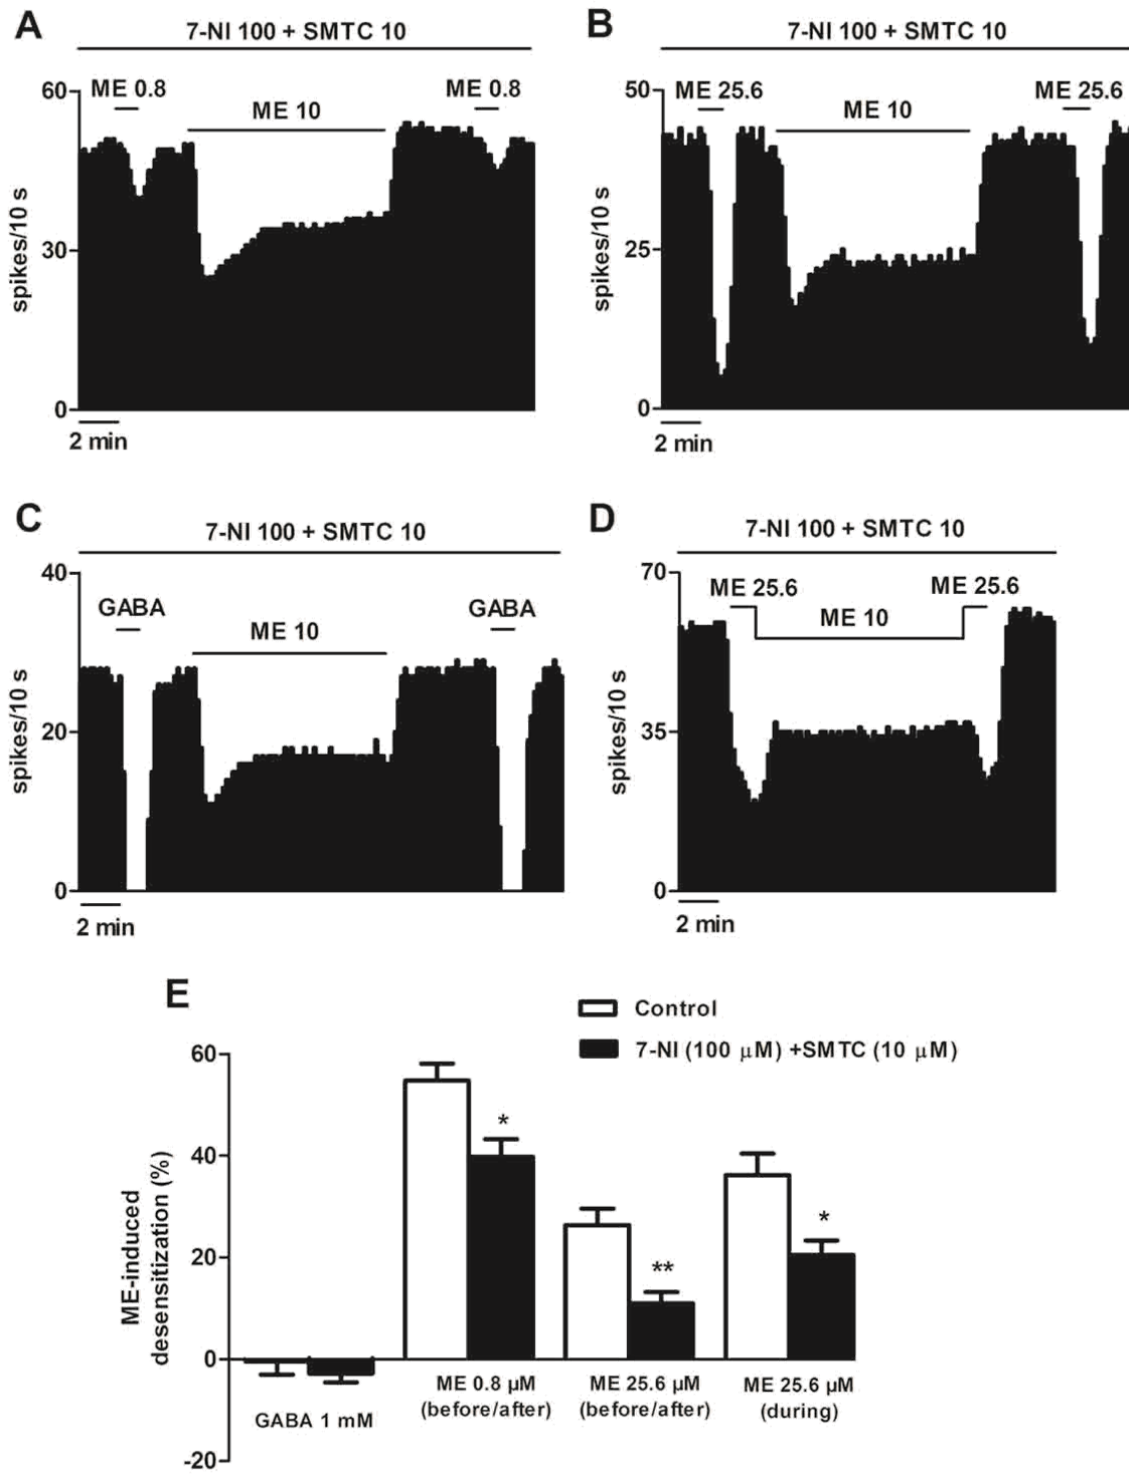 A
7-NI 100 + SMTC 10
60
ME 0.8
ME 10
ME 0.8
30
0
spikes/10 s
2 min
B
7-NI 100 + SMTC 10
50
ME 25.6
ME 10
ME 25.6
25
0
spikes/10 s
2 min
C
7-NI 100 + SMTC 10
40
GABA
ME 10
GABA
20
0
spikes/10 s
2 min
D
7-NI 100 + SMTC 10
70
ME 25.6
ME 10
ME 25.6
35
0
spikes/10 s
2 min
E
Control
7-NI (100 µM) +SMTC (10 µM)
60
40
20
0
-20
ME-induced
desensitization (%)
*
**
*
GABA 1 mM
ME 0.8 µM
(before/after)
ME 25.6 µM
(before/after)
ME 25.6 µM
(during)